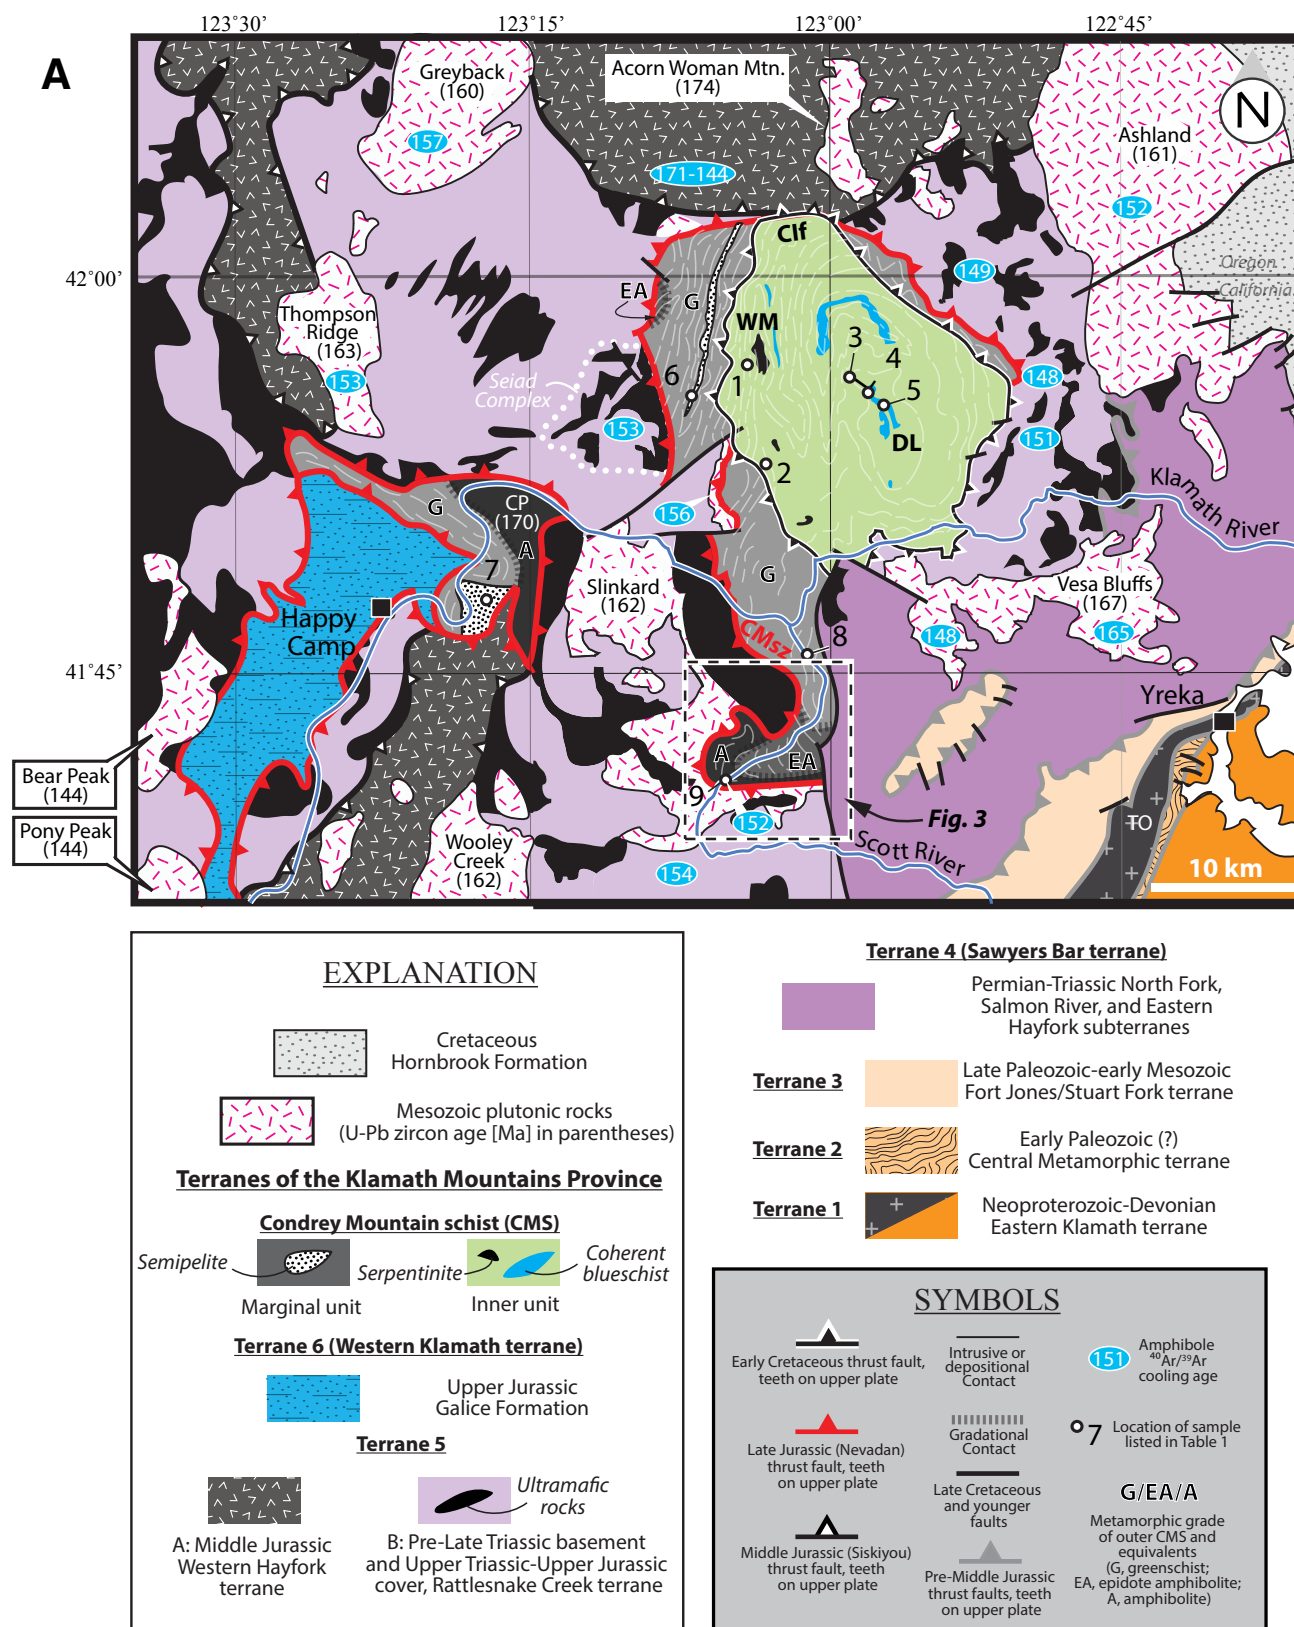 A
123°30'
123°15'
123°00'
122°45'
42°00'
41°45'
Greyback
(160)
157
Acorn Woman Mtn.
(174)
171-144
Ashland
(161)
152
N
Oregon
California
Clf
149
EA
G
WM
Thompson
Ridge
(163)
153
Seiad
Complex
153
6
1
2
3
4
5
DL
148
151
Klamath River
156
G
CP
(170)
A
7
G
Slinkard
(162)
Happy
Camp
CMsz
8
Vesa Bluffs
(167)
148
165
Yreka
A
EA
9
152
Fig. 3
TO
Scott River
154
Wooley
Creek
(162)
Bear Peak
(144)
Pony Peak
(144)
10 km
EXPLANATION
Cretaceous
Hornbrook Formation
Mesozoic plutonic rocks
(U-Pb zircon age [Ma] in parentheses)
Terranes of the Klamath Mountains Province
Condrey Mountain schist (CMS)
Semipelite
Serpentinite
Coherent
blueschist
Marginal unit
Inner unit
Terrane 6 (Western Klamath terrane)
Upper Jurassic
Galice Formation
Terrane 5
Ultramafic
rocks
A: Middle Jurassic
Western Hayfork
terrane
B: Pre-Late Triassic basement
and Upper Triassic-Upper Jurassic
cover, Rattlesnake Creek terrane
Terrane 4 (Sawyers Bar terrane)
Permian-Triassic North Fork,
Salmon River, and Eastern
Hayfork subterranes
Terrane 3
Late Paleozoic-early Mesozoic
Fort Jones/Stuart Fork terrane
Terrane 2
Early Paleozoic (?)
Central Metamorphic terrane
Terrane 1
Neoproterozoic-Devonian
Eastern Klamath terrane
SYMBOLS
Early Cretaceous thrust fault,
teeth on upper plate
Late Jurassic (Nevadan)
thrust fault, teeth
on upper plate
Middle Jurassic (Siskiyou)
thrust fault, teeth
on upper plate
Intrusive or
depositional
Contact
Gradational
Contact
Late Cretaceous
and younger
faults
Pre-Middle Jurassic
thrust faults, teeth
on upper plate
151
Amphibole
⁴⁰Ar/³⁹Ar
cooling age
7
Location of sample
listed in Table 1
G/EA/A
Metamorphic grade
of outer CMS and
equivalents
(G, greenschist;
EA, epidote amphibolite;
A, amphibolite)